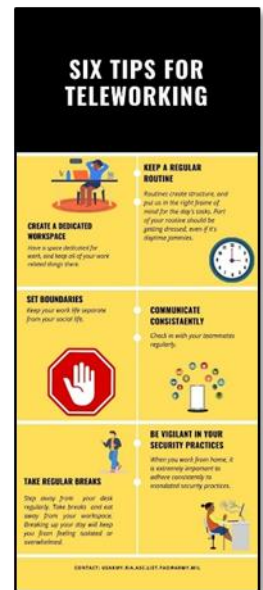 SIX TIPS FOR
TELEWORKING
CREATE A DEDICATED
WORKSPACE
Have a space dedicated for
work, and keep all of your work
related things there.
KEEP A REGULAR
ROUTINE
Routines create structure, and
put us in the right frame of
mind for the day's tasks. Part
of your routine should be
getting dressed, even if it's
daytime jammies.
SET BOUNDARIES
Keep your work life separate
from your social life.
COMMUNICATE
CONSISTAENTLY
Check in with your teammates
regularly.
TAKE REGULAR BREAKS
Step away from your desk
regularly. Take breaks and eat
away from your workspace.
Breaking up your day will keep
you from feeling isolated or
overwhelmed.
BE VIGILANT IN YOUR
SECURITY PRACTICES
When you work from home, it
is extremely important to
adhere consistently to
mandated security practices.